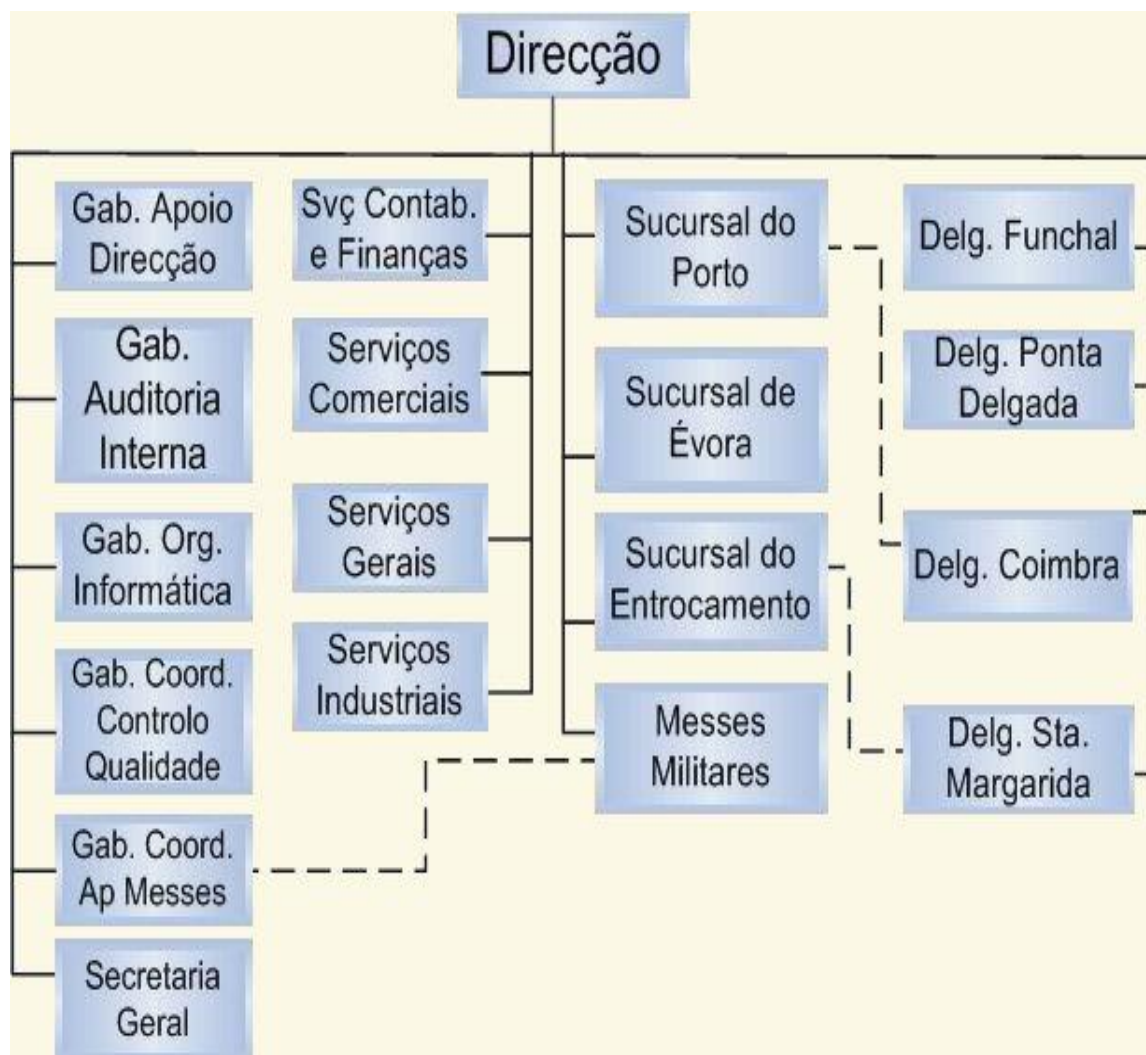 Direcção
Gab. Apoio
Direcção
Gab.
Auditoria
Interna
Gab. Org.
Informática
Gab. Coord.
Controlo
Qualidade
Gab. Coord.
Ap Messes
Secretaria
Geral
Svç Contab.
e Finanças
Serviços
Comerciais
Serviços
Gerais
Serviços
Industriais
Sucursal do
Porto
Sucursal de
Évora
Sucursal do
Entrocamento
Messes
Militares
Delg. Funchal
Delg. Ponta
Delgada
Delg. Coimbra
Delg. Sta.
Margarida